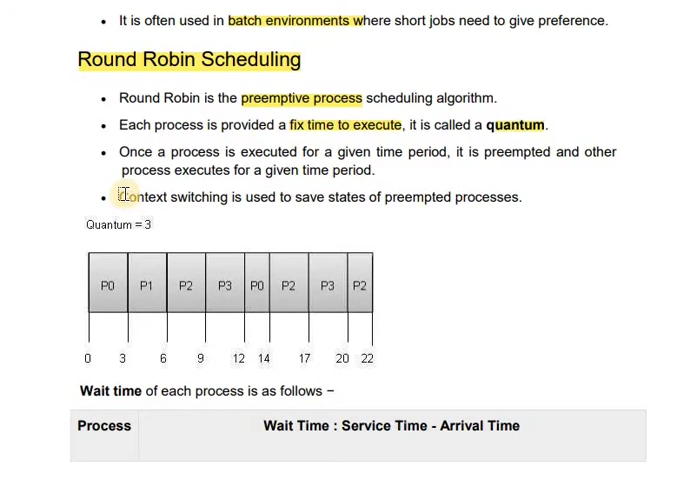 It is often used in batch environments where short jobs need to give preference.
Round Robin Scheduling
Round Robin is the preemptive process scheduling algorithm.
Each process is provided a fix time to execute, it is called a quantum.
Once a process is executed for a given time period, it is preempted and other
process executes for a given time period.
Context switching is used to save states of preempted processes.
Quantum = 3
P0 P1 P2 P3 P0 P2 P3 P2
0 3 6 9 12 14 17 20 22
Wait time of each process is as follows −
Process Wait Time : Service Time - Arrival Time